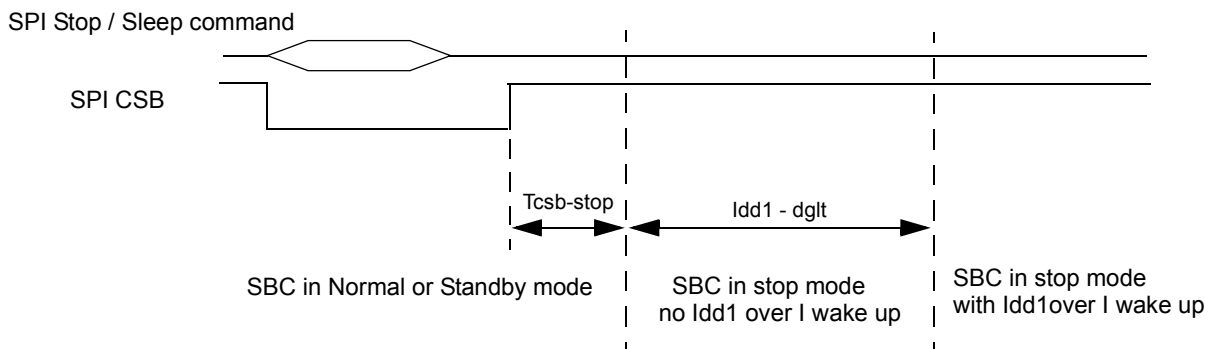 SPI Stop / Sleep command
SPI CSB
Tcsb-stop
Idd1 - dglt
SBC in Normal or Standby mode
SBC in stop mode
no Idd1 over I wake up
SBC in stop mode
with Idd1over I wake up